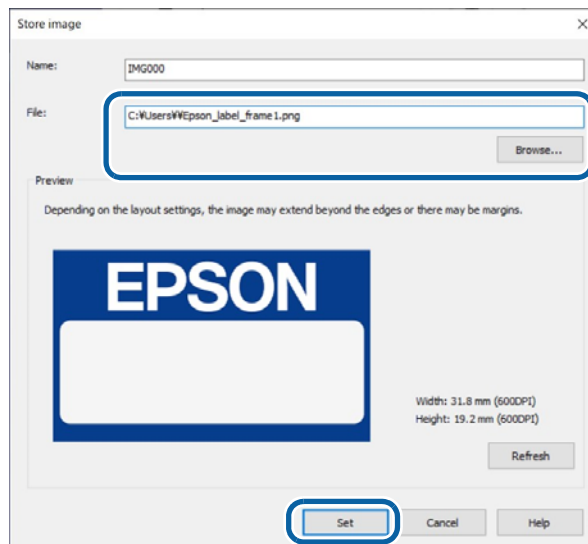 Store image
Name:
IMG000
File:
C:¥Users¥¥Epson_label_frame1.png
Browse...
Preview
Depending on the layout settings, the image may extend beyond the edges or there may be margins.
EPSON
Width: 31.8 mm (600DPI)
Height: 19.2 mm (600DPI)
Refresh
Set
Cancel
Help